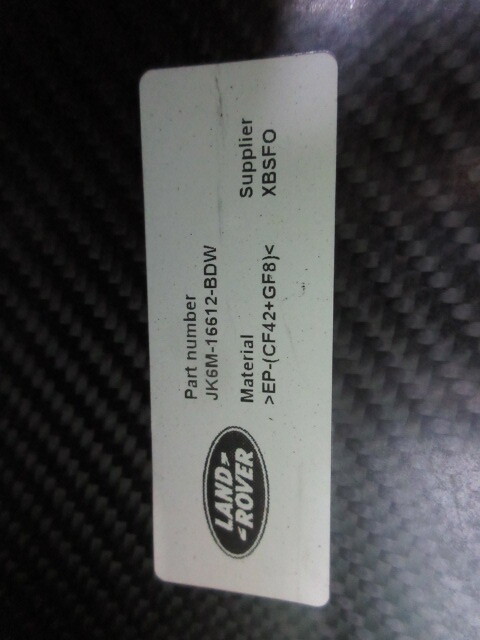 LAND
ROVER
Part number
JK6M-16612-BDW
Material
>EP-(CF42+GF8)<
Supplier
XBSFO